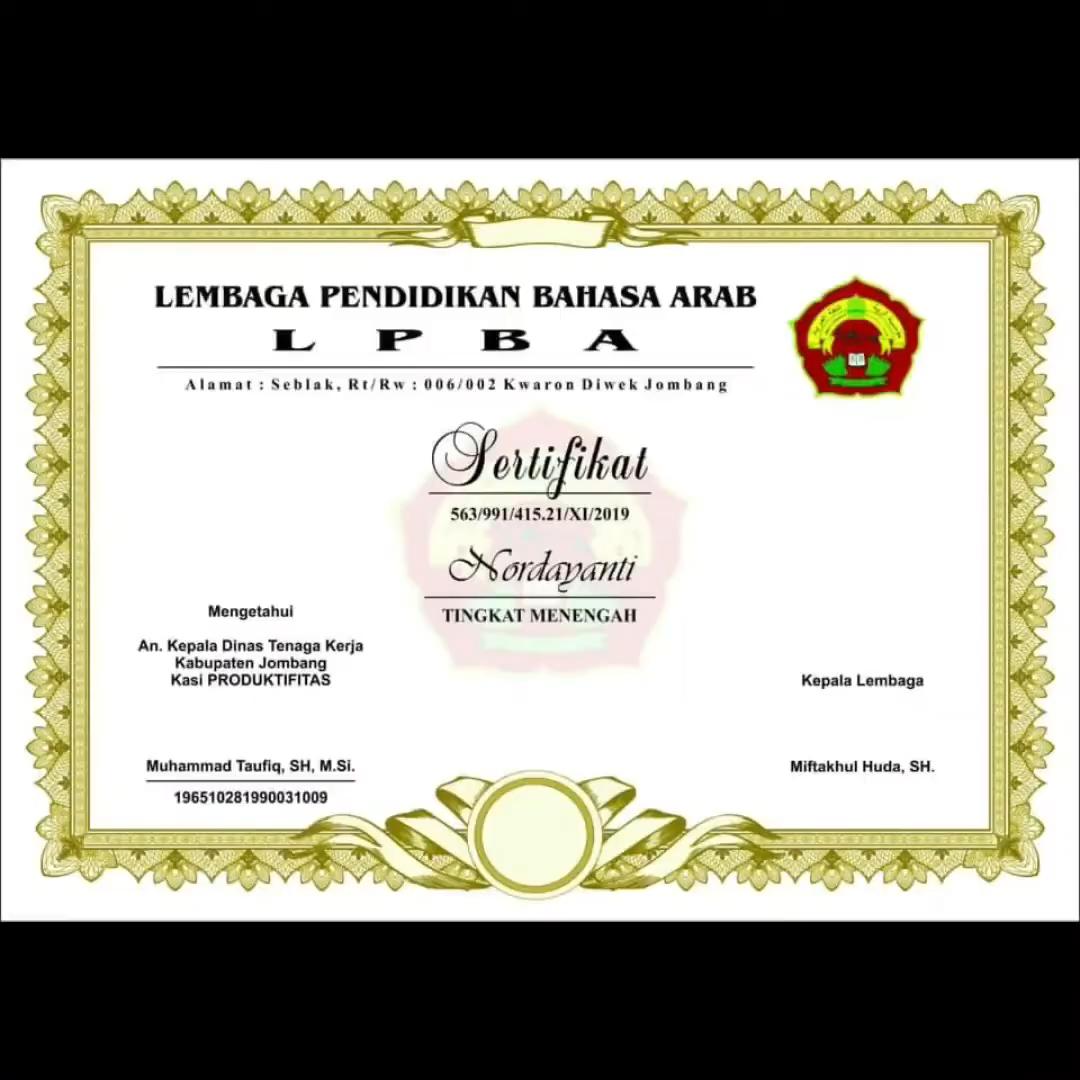 LEMBAGA PENDIDIKAN BAHASA ARAB
L P B A
Alamat : Seblak, Rt/Rw : 006/002 Kwaron Diwek Jombang
Sertifikat
563/991/415.21/XI/2019
Nordayanti
TINGKAT MENENGAH
Mengetahui
An. Kepala Dinas Tenaga Kerja
Kabupaten Jombang
Kasi PRODUKTIFITAS
Muhammad Taufiq, SH, M.Si.
196510281990031009
Kepala Lembaga
Miftakhul Huda, SH.